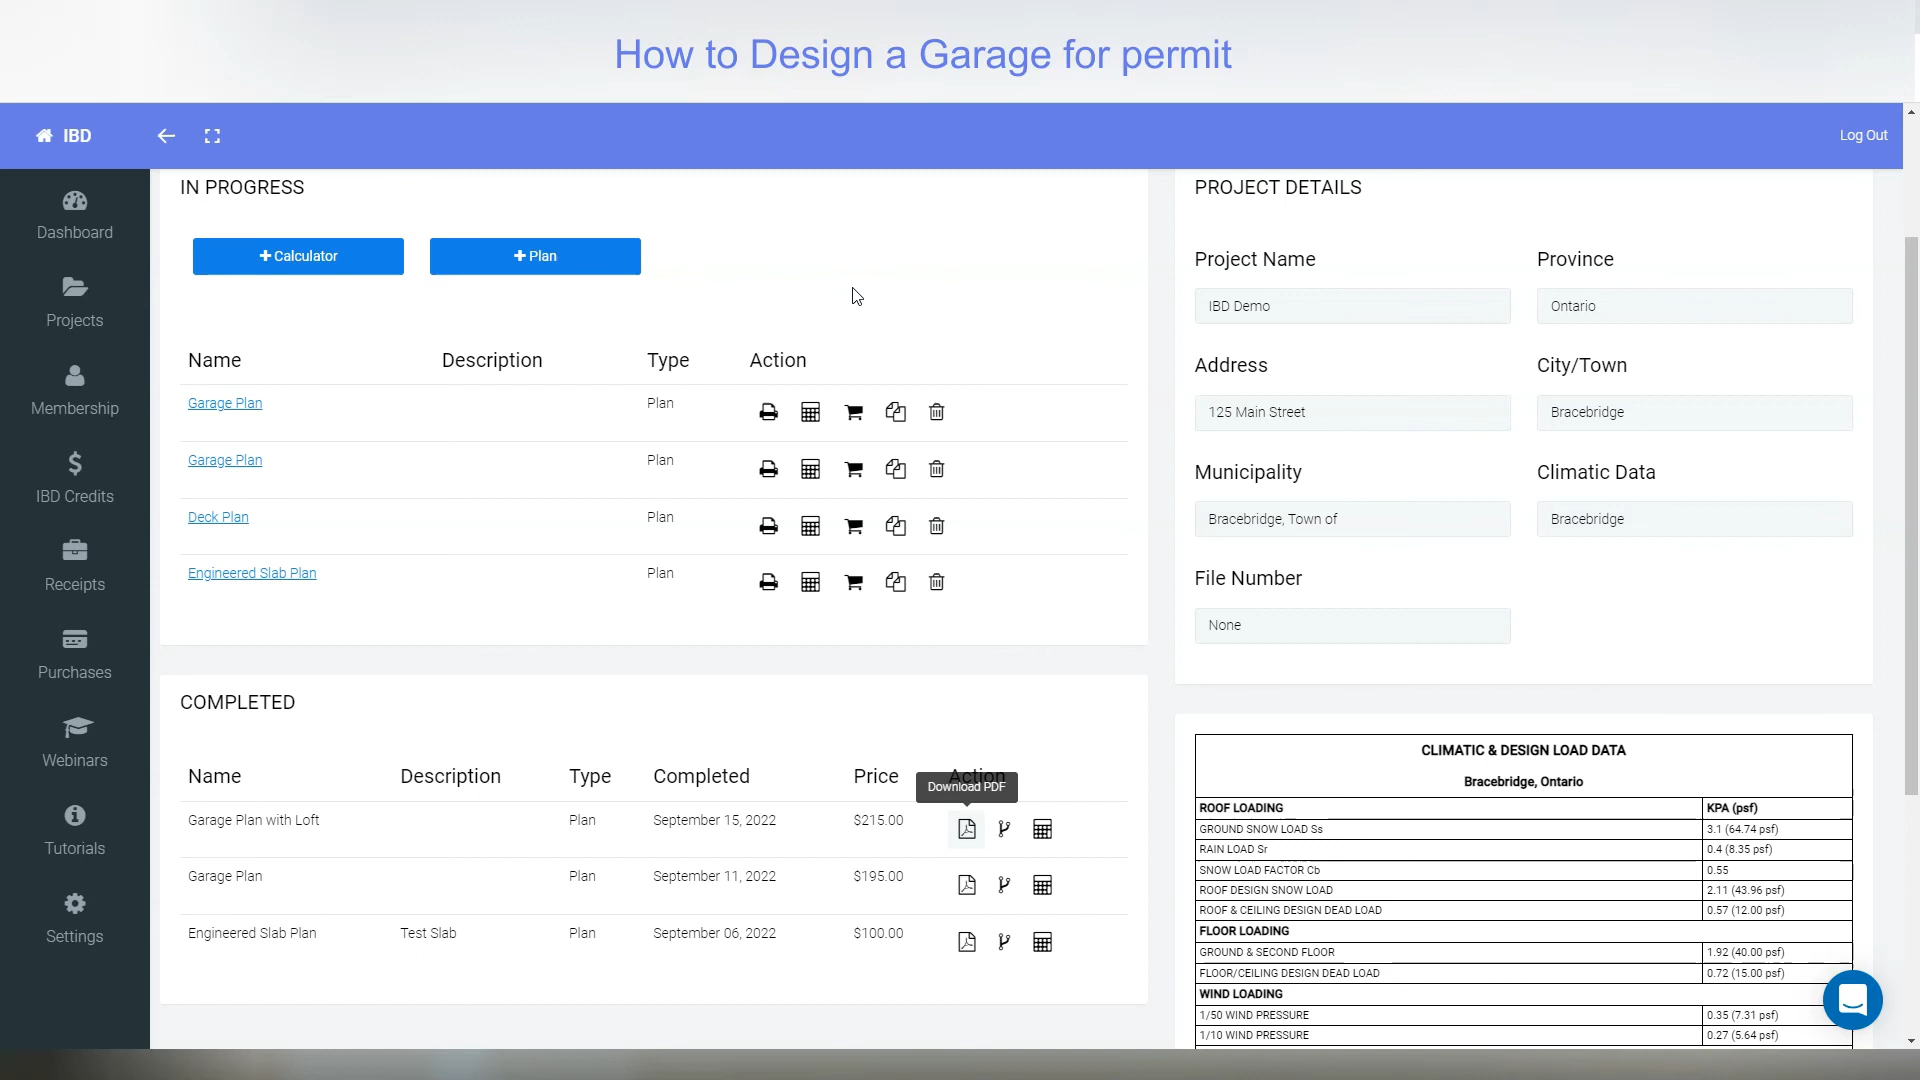 How to Design a Garage for permit
IBD
Log Out
Dashboard
Projects
Membership
IBD Credits
Receipts
Purchases
Webinars
Tutorials
Settings
IN PROGRESS
Calculator
Plan
Name Description Type Action
Garage Plan Plan
Garage Plan Plan
Deck Plan Plan
Engineered Slab Plan Plan
COMPLETED
Name Description Type Completed Price Action
Download PDF
Garage Plan with Loft Plan September 15, 2022 $215.00
Garage Plan Plan September 11, 2022 $195.00
Engineered Slab Plan Test Slab Plan September 06, 2022 $100.00
PROJECT DETAILS
Project Name Province
IBD Demo Ontario
Address City/Town
125 Main Street Bracebridge
Municipality Climatic Data
Bracebridge, Town of Bracebridge
File Number
None
CLIMATIC & DESIGN LOAD DATA
Bracebridge, Ontario
ROOF LOADING KPA (psf)
GROUND SNOW LOAD Ss 3.1 (64.74 psf)
RAIN LOAD Sr 0.4 (8.35 psf)
SNOW LOAD FACTOR Cb 0.55
ROOF DESIGN SNOW LOAD 2.11 (43.96 psf)
ROOF & CEILING DESIGN DEAD LOAD 0.57 (12.00 psf)
FLOOR LOADING
GROUND & SECOND FLOOR 1.92 (40.00 psf)
FLOOR/CEILING DESIGN DEAD LOAD 0.72 (15.00 psf)
WIND LOADING
1/50 WIND PRESSURE 0.35 (7.31 psf)
1/10 WIND PRESSURE 0.27 (5.64 psf)